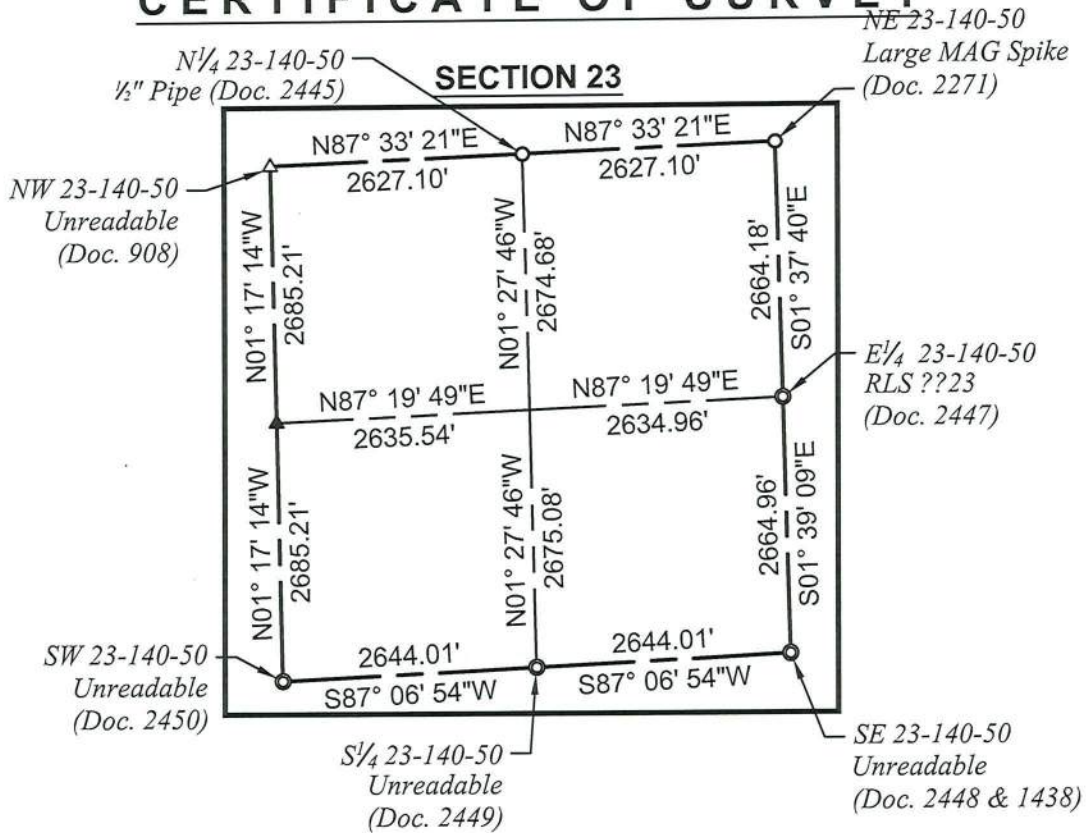 CERTIFICATE OF SURVEY
NE 23-140-50
Large MAG Spike
(Doc. 2271)
N¼ 23-140-50
½" Pipe (Doc. 2445)
SECTION 23
N87° 33' 21"E
2627.10'
N87° 33' 21"E
2627.10'
NW 23-140-50
Unreadable
(Doc. 908)
N01° 17' 14"W
2685.21'
N01° 27' 46"W
2674.68'
2664.18'
S01° 37' 40"E
E¼ 23-140-50
RLS ??23
(Doc. 2447)
N87° 19' 49"E
2635.54'
N87° 19' 49"E
2634.96'
N01° 17' 14"W
2685.21'
N01° 27' 46"W
2675.08'
2664.96'
S01° 39' 09"E
SW 23-140-50
Unreadable
(Doc. 2450)
2644.01'
S87° 06' 54"W
2644.01'
S87° 06' 54"W
S¼ 23-140-50
Unreadable
(Doc. 2449)
SE 23-140-50
Unreadable
(Doc. 2448 & 1438)